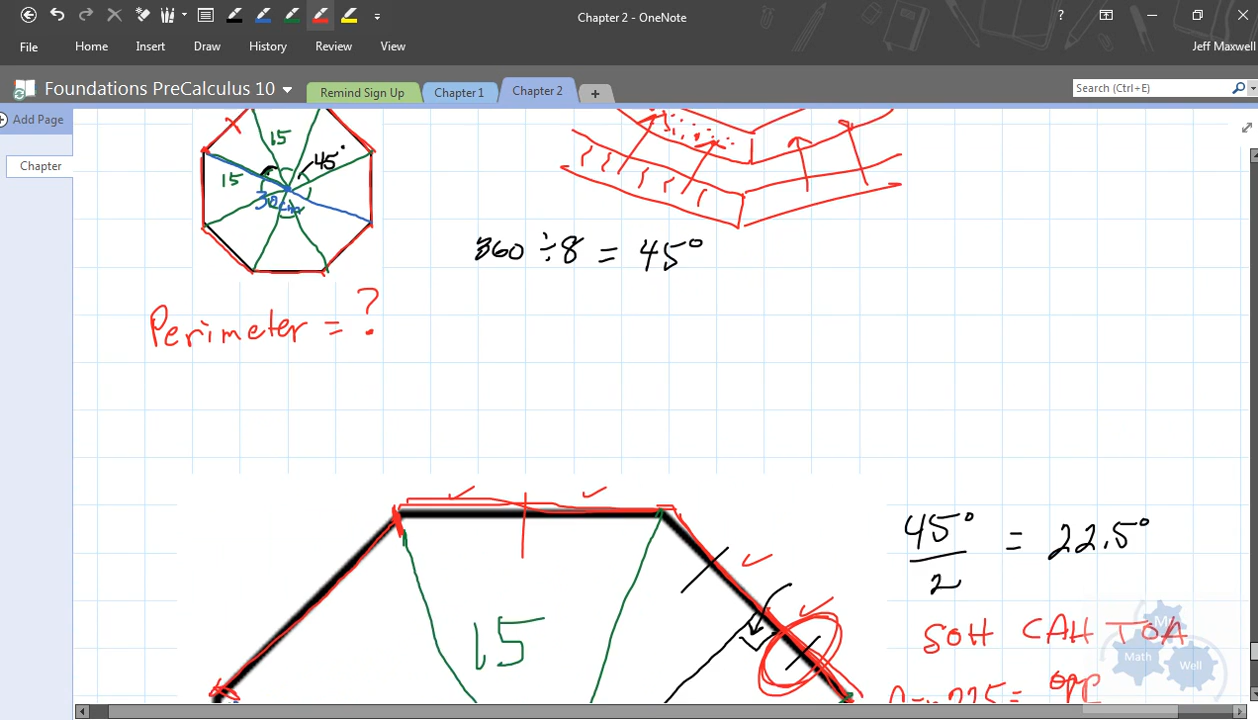 Chapter 2 - OneNote
?
File Home Insert Draw History Review View
Jeff Maxwell
Foundations PreCalculus 10
Remind Sign Up
Chapter 1
Chapter 2
+
Search (Ctrl+E)
Add Page
Chapter
x
15
45°
15
360 ÷ 8 = 45°
Perimeter = ?
45° / 2 = 22.5°
15
SOH CAH TOA
opp
Math
Well